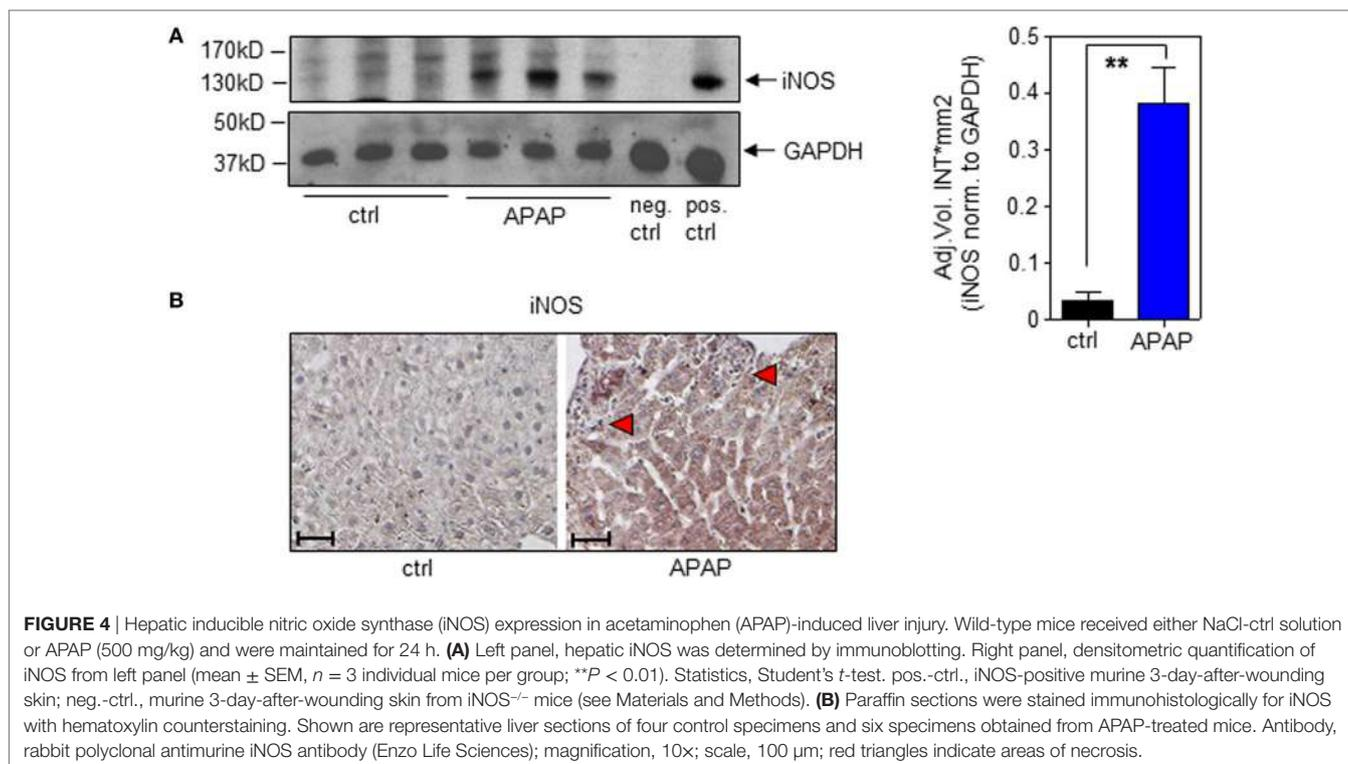 A
170kD
130kD
iNOS
50kD
37kD
GAPDH
ctrl
APAP
neg. ctrl
pos. ctrl
Adj.Vol. INT*mm2
(iNOS norm. to GAPDH)
0.5
0.4
0.3
0.2
0.1
0
**
ctrl
APAP
B
iNOS
ctrl
APAP
FIGURE 4 | Hepatic inducible nitric oxide synthase (iNOS) expression in acetaminophen (APAP)-induced liver injury. Wild-type mice received either NaCl-ctrl solution
or APAP (500 mg/kg) and were maintained for 24 h. (A) Left panel, hepatic iNOS was determined by immunoblotting. Right panel, densitometric quantification of
iNOS from left panel (mean ± SEM, n = 3 individual mice per group; **P < 0.01). Statistics, Student's t-test. pos.-ctrl., iNOS-positive murine 3-day-after-wounding
skin; neg.-ctrl., murine 3-day-after-wounding skin from iNOS−/− mice (see Materials and Methods). (B) Paraffin sections were stained immunohistologically for iNOS
with hematoxylin counterstaining. Shown are representative liver sections of four control specimens and six specimens obtained from APAP-treated mice. Antibody,
rabbit polyclonal antimurine iNOS antibody (Enzo Life Sciences); magnification, 10×; scale, 100 µm; red triangles indicate areas of necrosis.